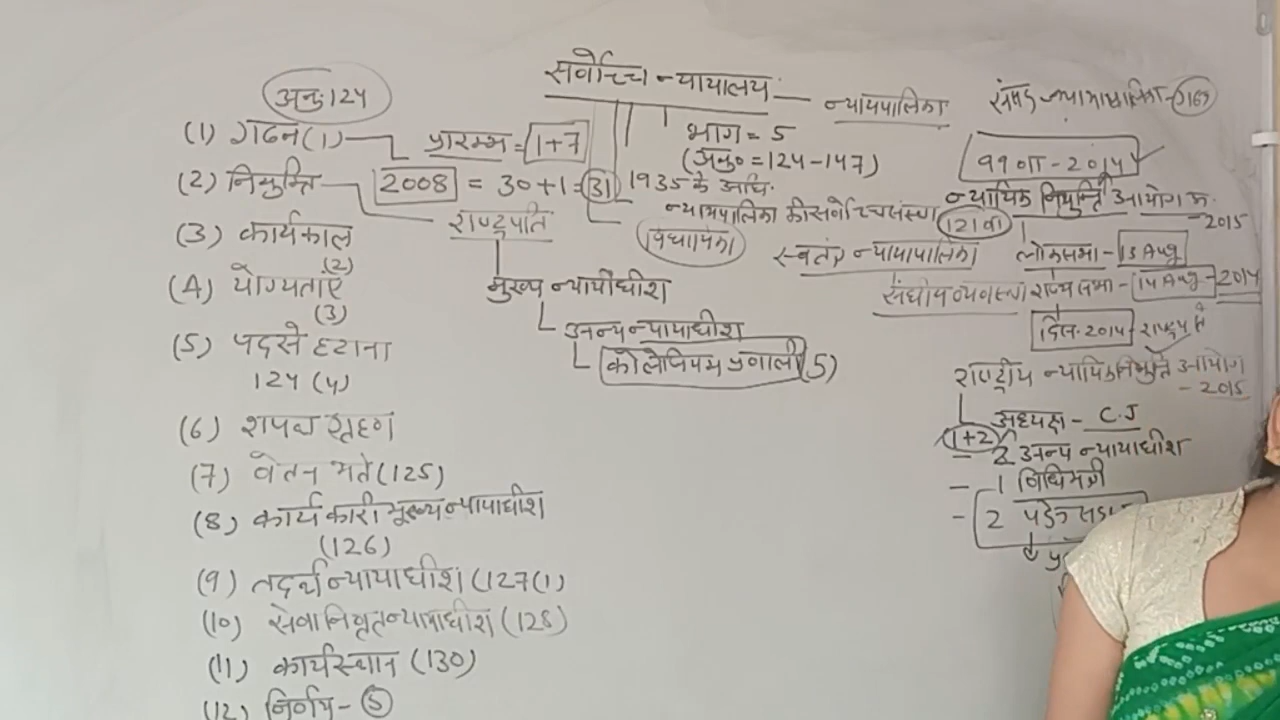 सर्वोच्च न्यायालय — न्यायपालिका
अनु: 124
(1) गठन (1) प्रारम्भ = 1+7
(2) नियुक्ति 2008 = 30+1 = 31
राष्ट्रपति
मुख्य न्यायाधीश
अन्य न्यायाधीश
कोलेजियम प्रणाली (5)
(3) कार्यकाल
(2)
(4) योग्यताएं
(3)
(5) पद से हटाना
124 (4)
(6) शपथ ग्रहण
(7) वेतन भते (125)
(8) कार्यकारी मुख्य न्यायाधीश
(126)
(9) तदर्थ न्यायाधीश (127(1)
(10) सेवानिवृत न्यायाधीश (128)
(11) कार्यस्थान (130)
(12) निर्णय - 5
भाग = 5
(अनु० = 124-147)
1935 के अधि.
न्यायपालिका की सर्वोच्च संस्था
विधायिका
स्वतंत्र न्यायापालिका
संघीय व्यवस्था
न्यायपालिका
99वा - 2014
न्यायिक नियुक्ति आयोग क.
121 वा - 2015
लोकसभा - 13 Aug
राज्यसभा - 14 Aug - 2014
दिस. 2014
राष्ट्रीय न्यायिक नियुक्ति आयोग
- 2015
अध्यक्ष - C.J
(1+2)
- 2 अन्य न्यायाधीश
- 1 विधिमंत्री
- 2